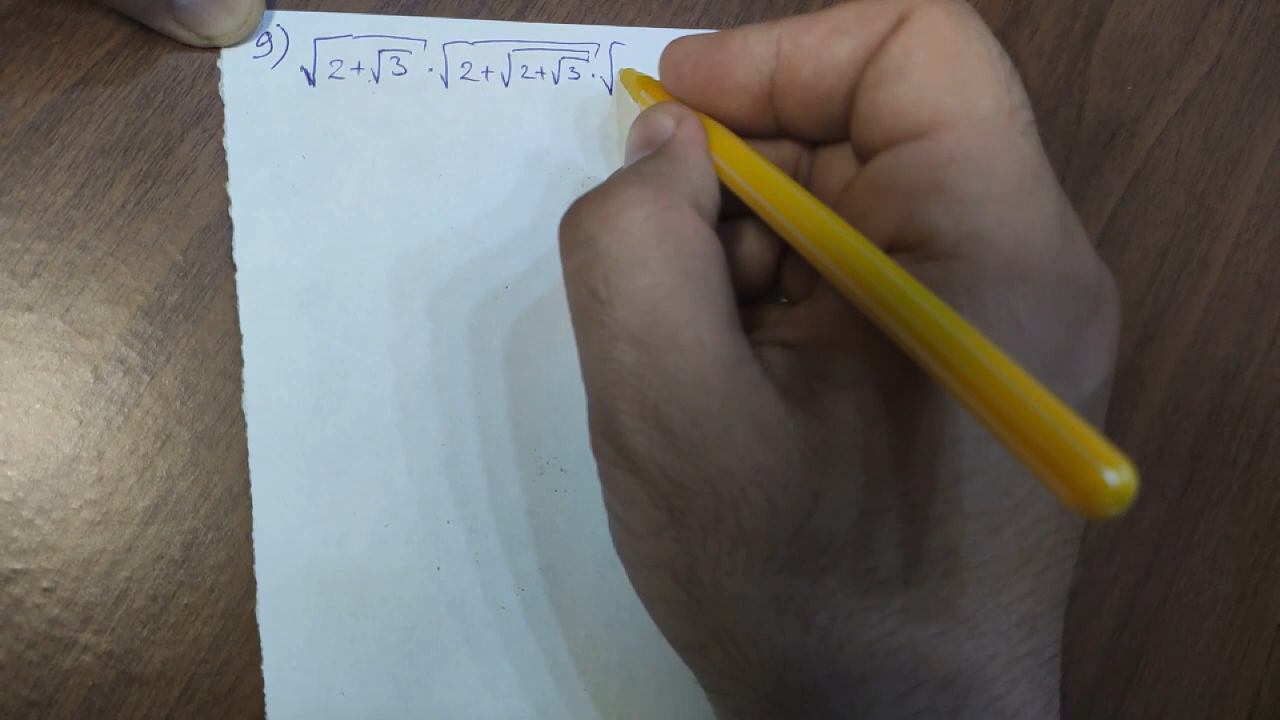 9) √(2+√3) · √(2+√(2+√3)) · √